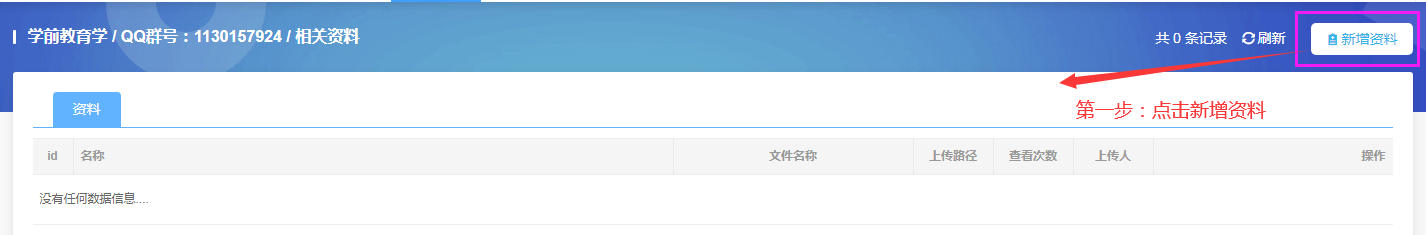 学前教育学 / QQ群号：1130157924 / 相关资料
共 0 条记录 刷新 新增资料
第一步：点击新增资料
资料
id 名称 文件名称 上传路径 查看次数 上传人 操作
没有任何数据信息....